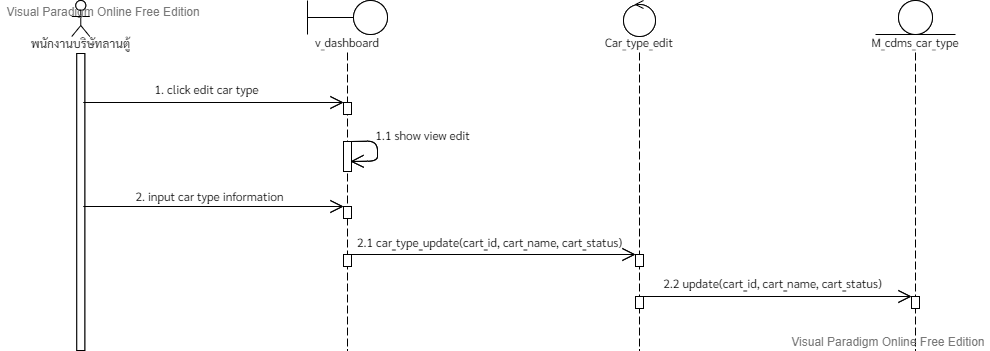 Visual Paradigm Online Free Edition
พนักงานบริษัทลานตู้
v_dashboard
Car_type_edit
M_cdms_car_type
1. click edit car type
1.1 show view edit
2. input car type information
2.1 car_type_update(cart_id, cart_name, cart_status)
2.2 update(cart_id, cart_name, cart_status)
Visual Paradigm Online Free Edition